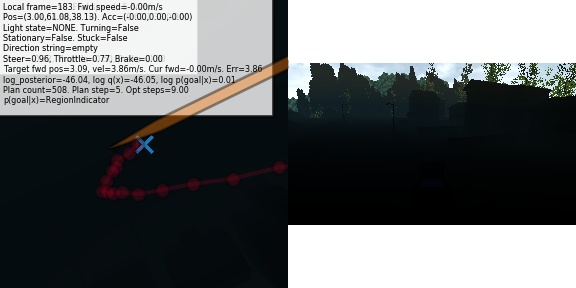 Local frame=183. Fwd speed=-0.00m/s
Pos=(3.00,61.08,38.13). Acc=(-0.00,0.00,-0.00)
Light state=NONE. Turning=False
Stationary=False. Stuck=False
Direction string=empty
Steer=0.96; Throttle=0.77, Brake=0.00
Target fwd pos=3.09, vel=3.86m/s. Cur fwd=-0.00m/s. Err=3.86
log_posterior=-46.04, log q(x)=-46.05, log p(goal|x)=0.01
Plan count=508. Plan step=5. Opt steps=9.00
p(goal|x)=RegionIndicator